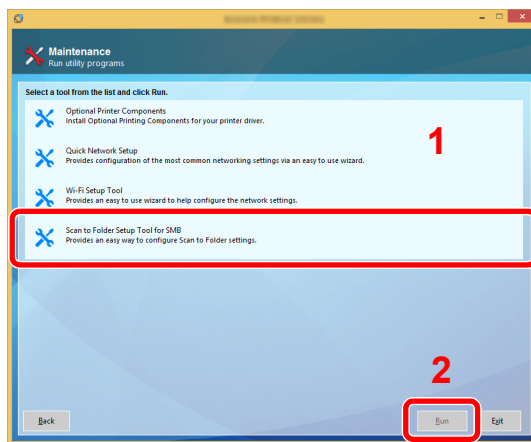 Maintenance
Run utility programs
Select a tool from the list and click Run.
Optional Printer Components
Install Optional Printing Components for your printer driver.
1
Quick Network Setup
Provides configuration of the most common networking settings via an easy to use wizard.
Wi-Fi Setup Tool
Provides an easy to use wizard to help configure the network settings.
Scan to Folder Setup Tool for SMB
Provides an easy way to configure Scan to Folder settings.
2
Back
Run
Exit